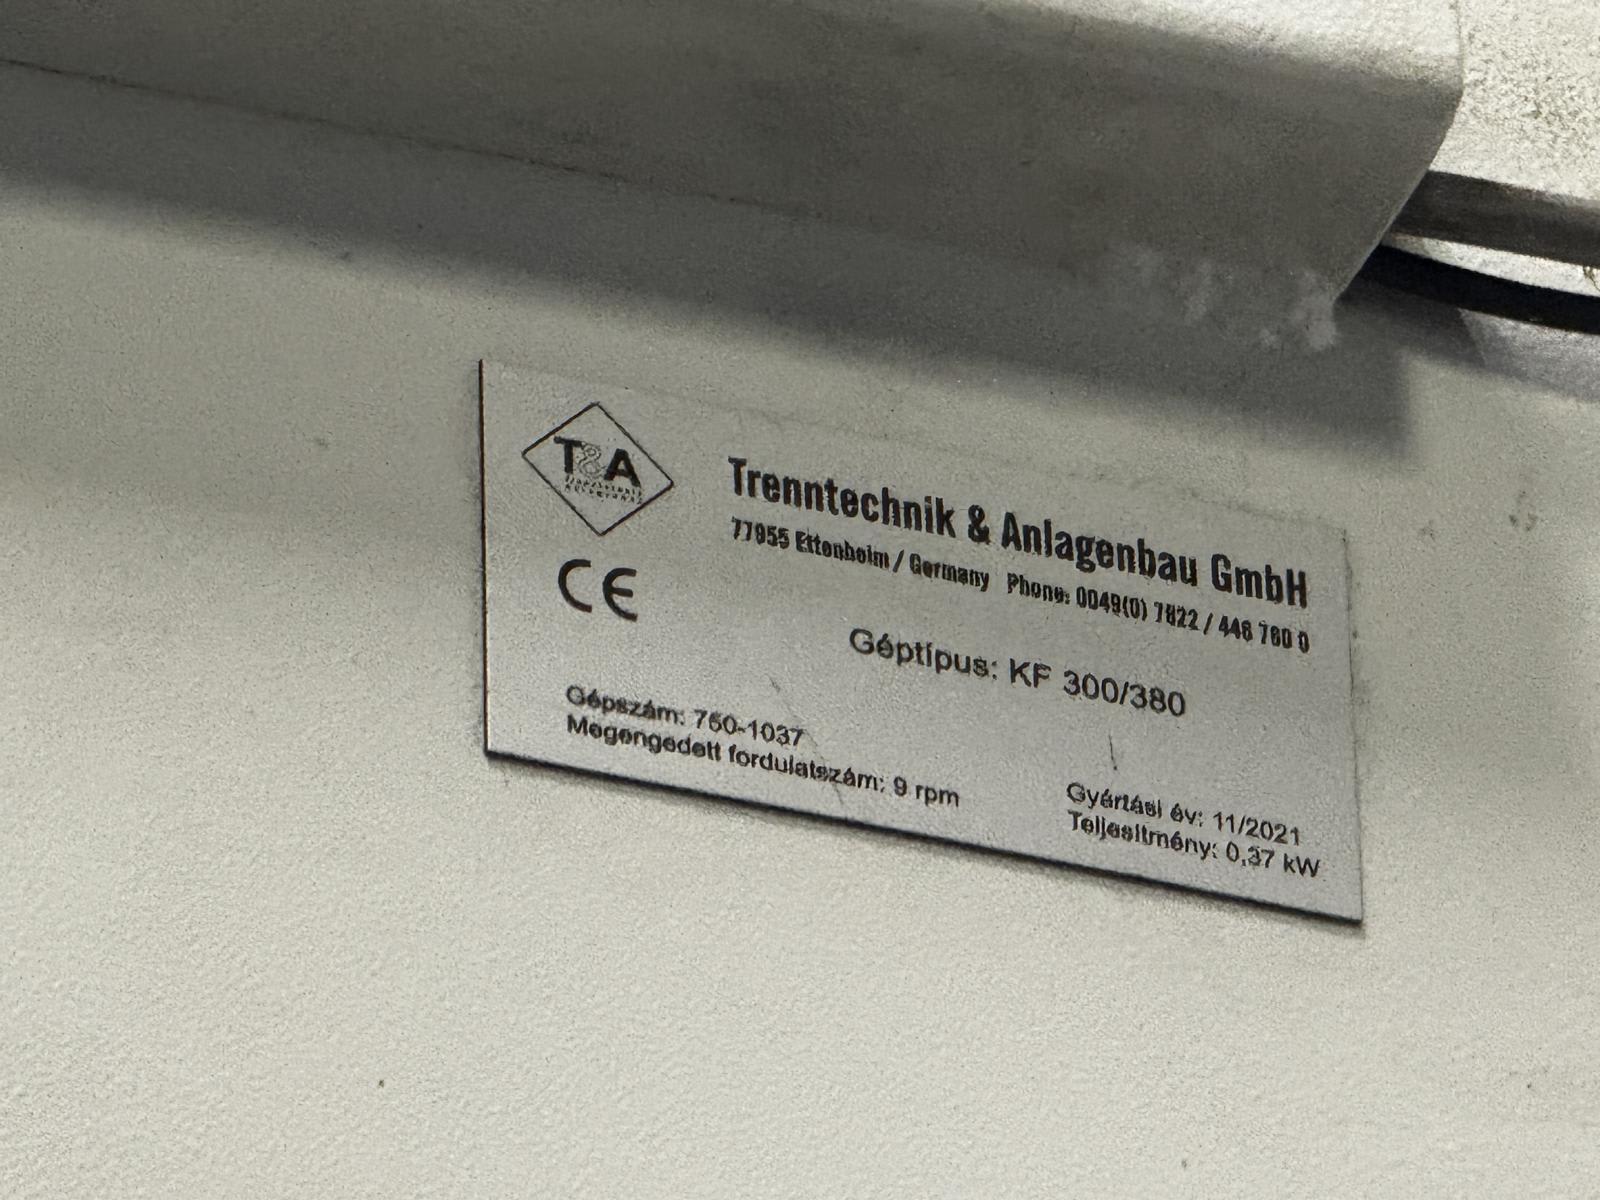 T&A
Trenntechnik & Anlagenbau GmbH
77955 Ettenheim / Germany Phone: 0049(0) 7822 / 446 760 0
CE
Géptípus: KF 300/380
Gépszám: 750-1037
Megengedett fordulatszám: 9 rpm
Gyártási év: 11/2021
Teljesítmény: 0,37 kW